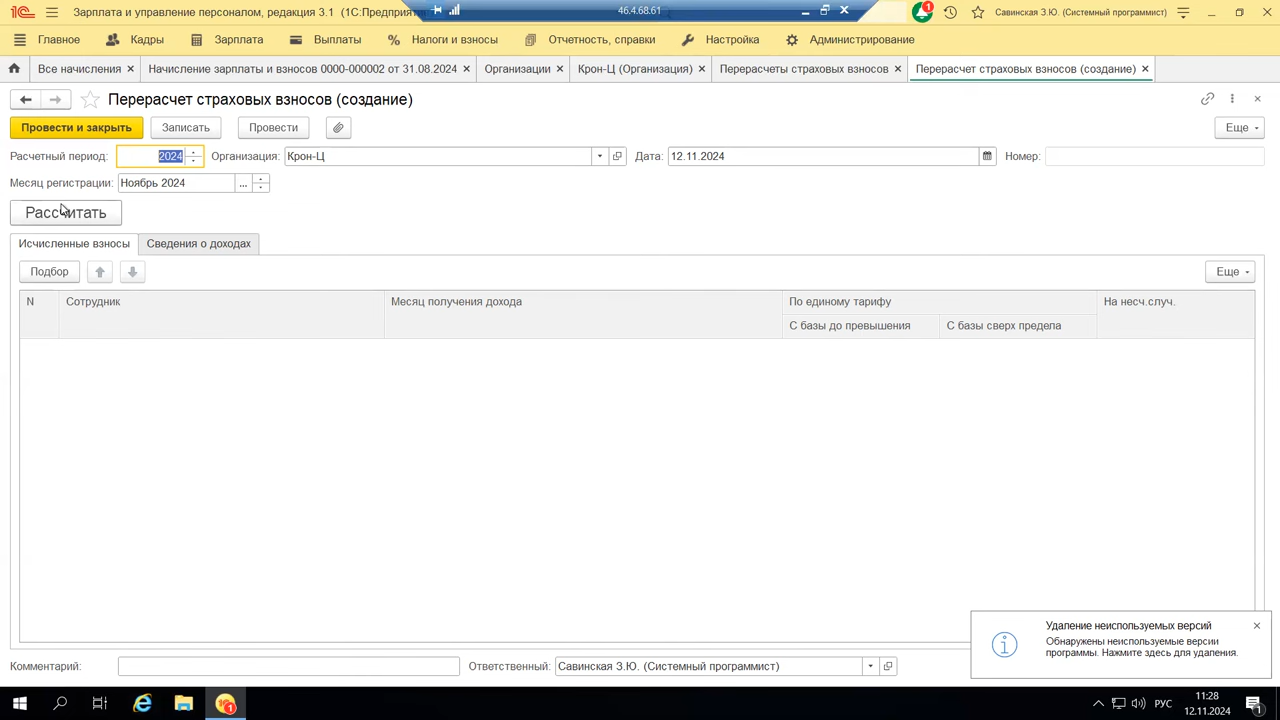 Зарплата и управление персоналом, редакция 3.1 (1С:Предприятие
46.4.68.61
1
Савинская З.Ю. (Системный программист)
Главное
Кадры
Зарплата
Выплаты
Налоги и взносы
Отчетность, справки
Настройка
Администрирование
Все начисления
Начисление зарплаты и взносов 0000-000002 от 31.08.2024
Организации
Крон-Ц (Организация)
Перерасчеты страховых взносов
Перерасчет страховых взносов (создание)
Перерасчет страховых взносов (создание)
Провести и закрыть
Записать
Провести
Еще
Расчетный период: 2024
Организация: Крон-Ц
Дата: 12.11.2024
Номер:
Месяц регистрации: Ноябрь 2024
...
Рассчитать
Исчисленные взносы
Сведения о доходах
Подбор
Еще
N
Сотрудник
Месяц получения дохода
По единому тарифу
На несч.случ.
С базы до превышения
С базы сверх предела
Удаление неиспользуемых версий
Обнаружены неиспользуемые версии
программы. Нажмите здесь для удаления.
Комментарий:
Ответственный: Савинская З.Ю. (Системный программист)
1
РУС
11:28
12.11.2024
1